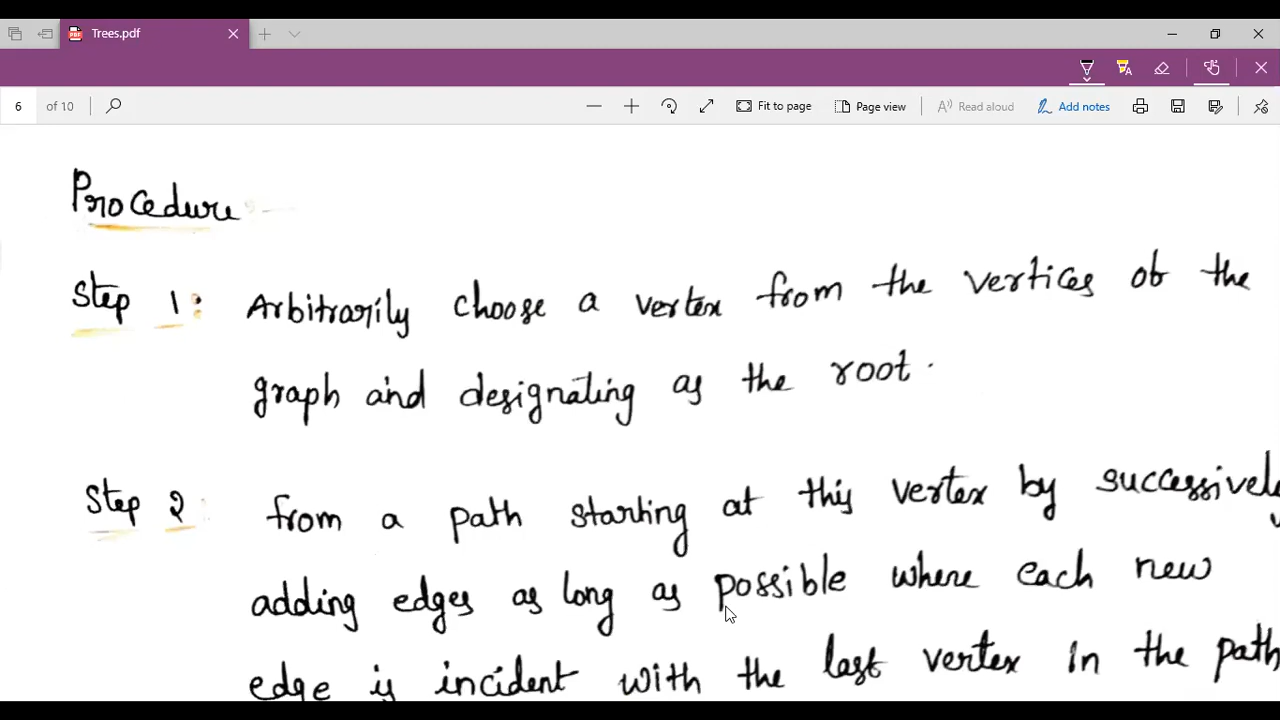 Trees.pdf
6 of 10 Fit to page Page view Read aloud Add notes
Procedure
Step 1: Arbitrarily choose a vertex from the vertices of the
graph and designating as the root.
Step 2 from a path starting at this vertex by successively
adding edges as long as possible where each new
edge is incident with the last vertex in the path